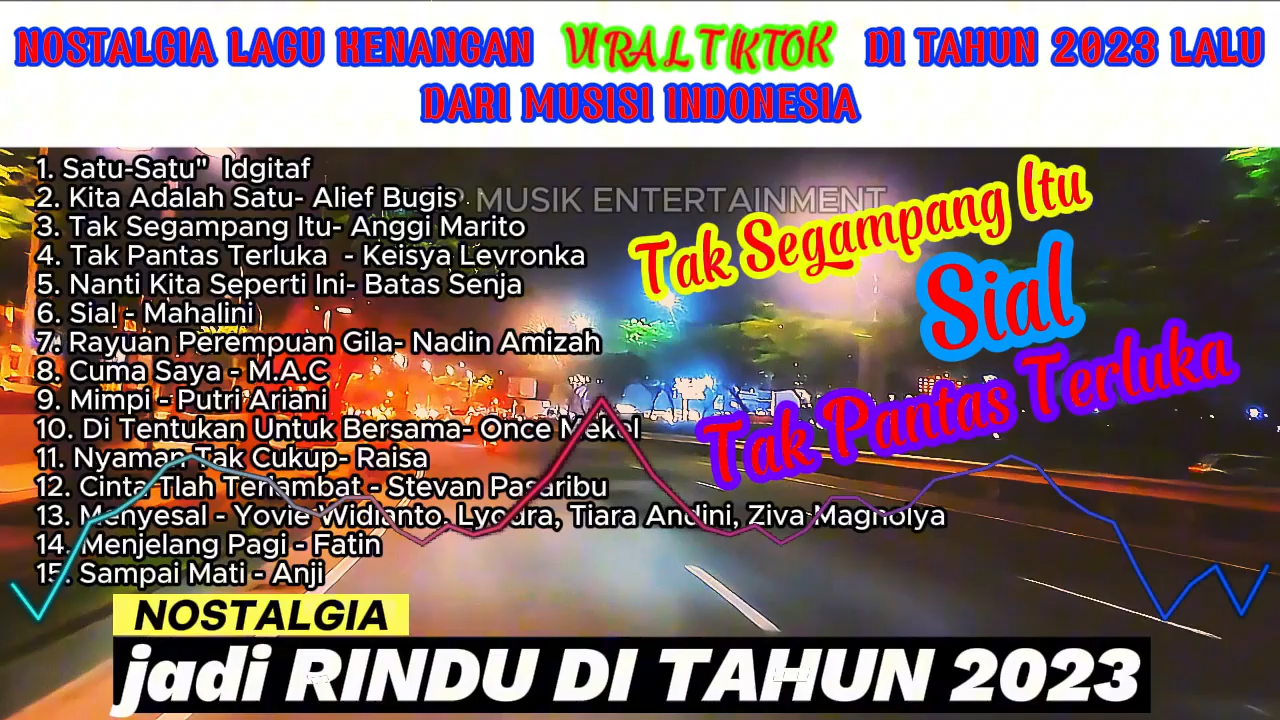 NOSTALGIA LAGU KENANGAN VIRAL TIKTOK DI TAHUN 2023 LALU
DARI MUSISI INDONESIA
1. Satu-Satu" Idgitaf
2. Kita Adalah Satu- Alief Bugis
3. Tak Segampang Itu- Anggi Marito
4. Tak Pantas Terluka - Keisya Levronka
5. Nanti Kita Seperti Ini- Batas Senja
6. Sial - Mahalini
7. Rayuan Perempuan Gila- Nadin Amizah
8. Cuma Saya - M.A.C
9. Mimpi - Putri Ariani
10. Di Tentukan Untuk Bersama- Once Mekel
11. Nyaman Tak Cukup- Raisa
12. Cinta Tlah Terlambat - Stevan Pasaribu
13. Menyesal - Yovie Widianto, Lyodra, Tiara Andini, Ziva Magnolya
14. Menjelang Pagi - Fatin
15. Sampai Mati - Anji
MUSIK ENTERTAINMENT
Tak Segampang Itu
Sial
Tak Pantas Terluka
NOSTALGIA
jadi RINDU DI TAHUN 2023